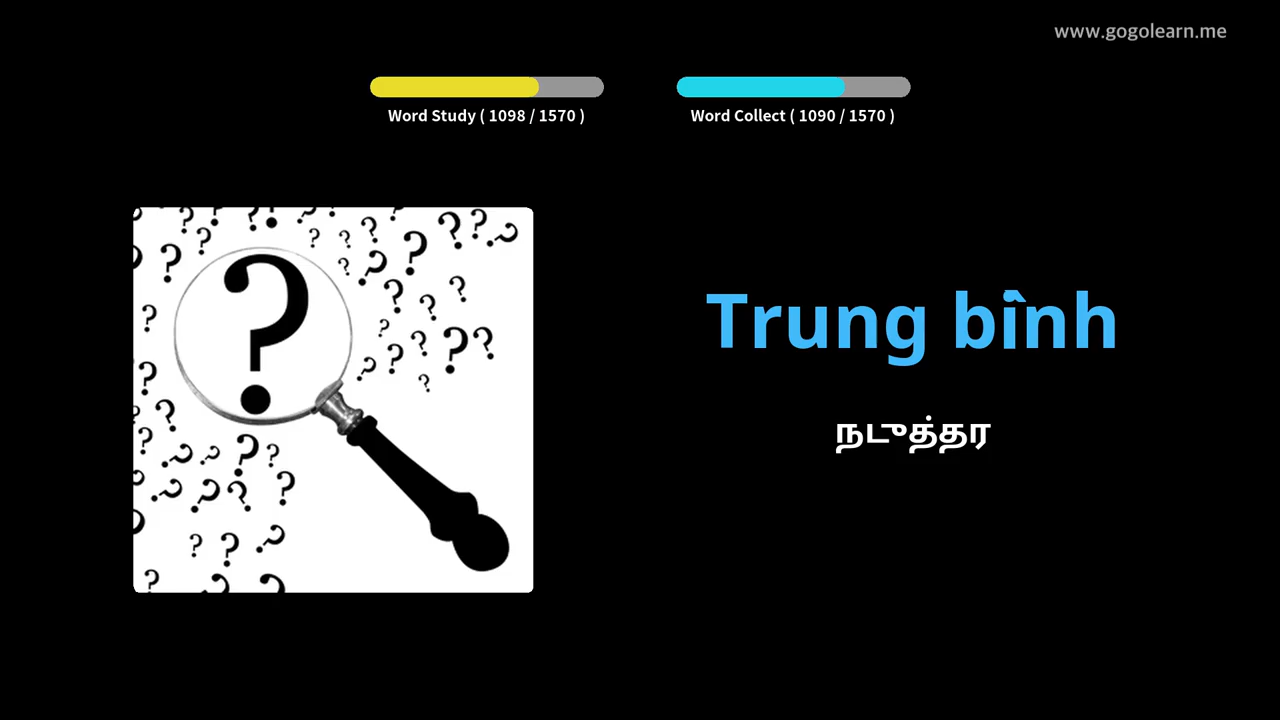 www.gogolearn.me
Word Study ( 1098 / 1570 )
Word Collect ( 1090 / 1570 )
Trung bình
நடுத்தர